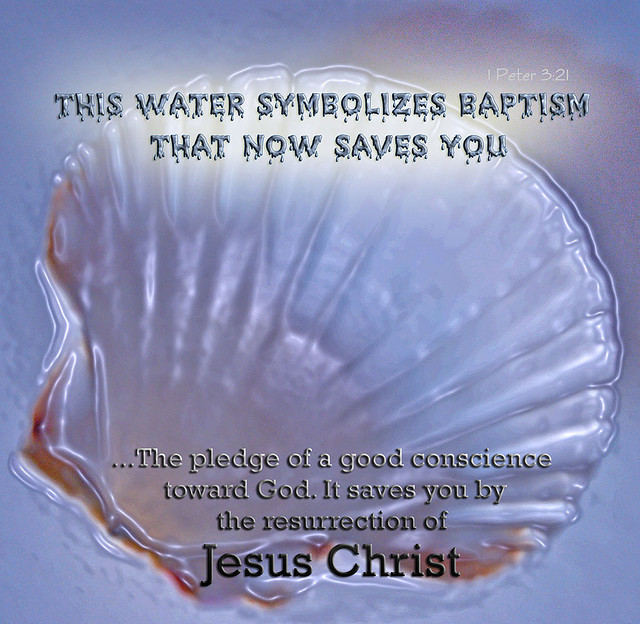 1 Peter 3:21
THIS WATER SYMBOLIZES BAPTISM
THAT NOW SAVES YOU
...The pledge of a good conscience
toward God. It saves you by
the resurrection of
Jesus Christ